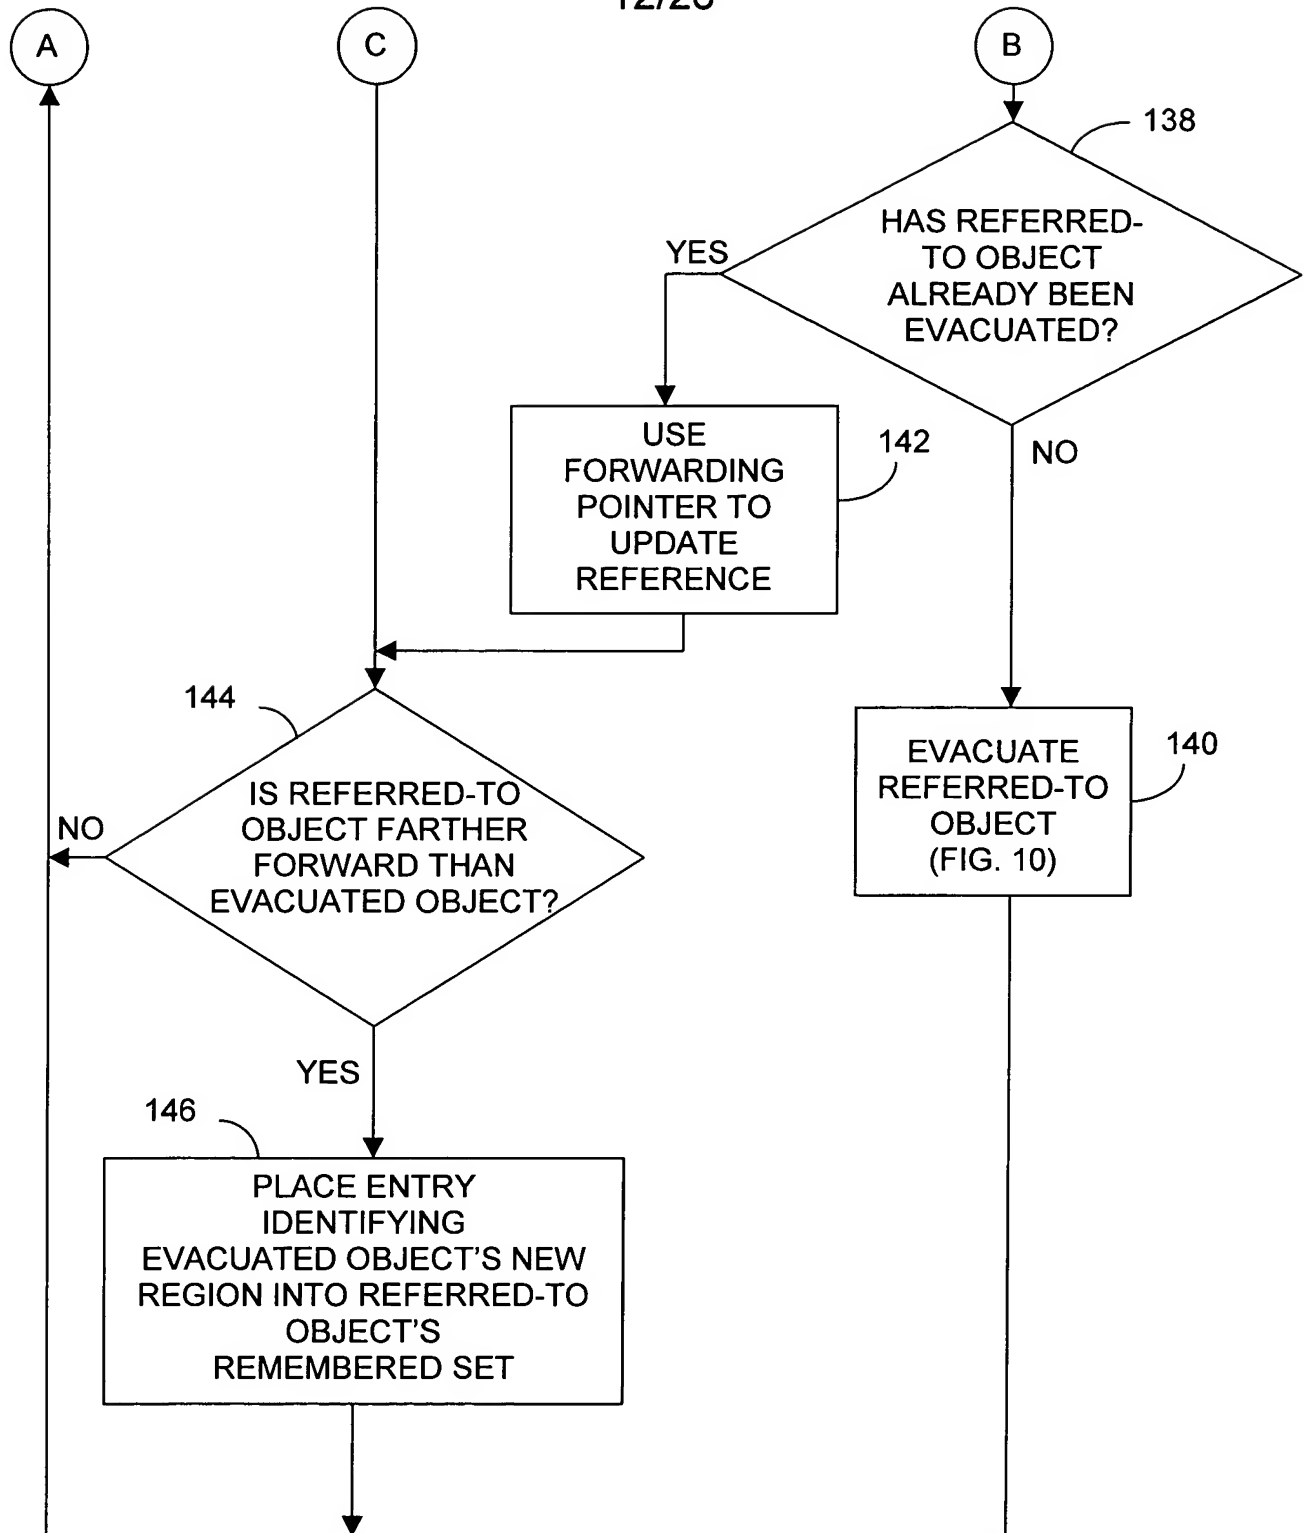 A
C
B
138
HAS REFERRED-
TO OBJECT
ALREADY BEEN
EVACUATED?
YES
USE
FORWARDING
POINTER TO
UPDATE
REFERENCE
142
NO
144
IS REFERRED-TO
OBJECT FARTHER
FORWARD THAN
EVACUATED OBJECT?
NO
EVACUATE
REFERRED-TO
OBJECT
(FIG. 10)
140
YES
146
PLACE ENTRY
IDENTIFYING
EVACUATED OBJECT'S NEW
REGION INTO REFERRED-TO
OBJECT'S
REMEMBERED SET